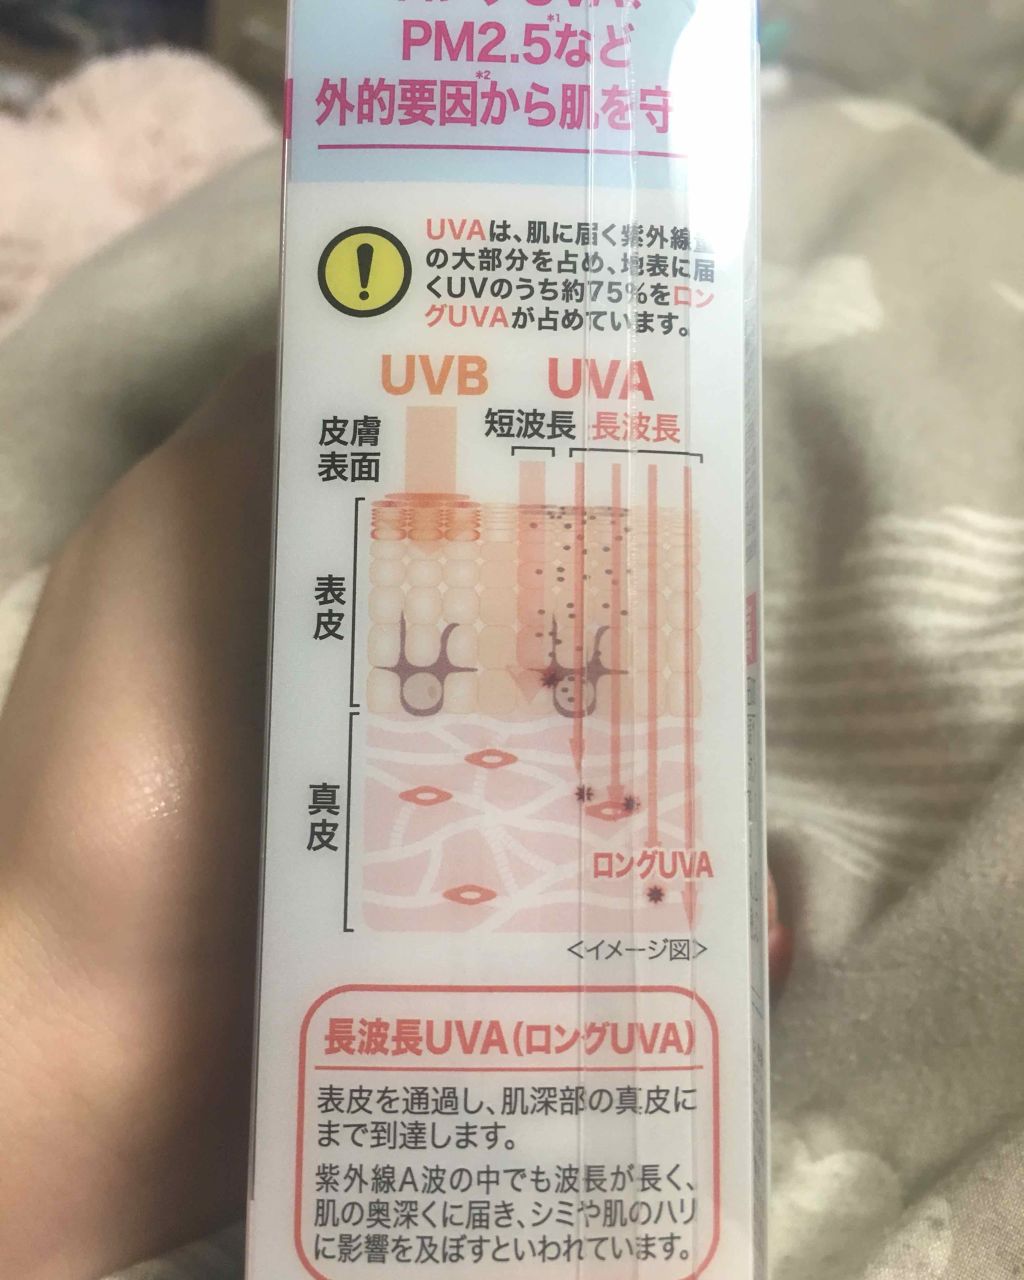 ロングUVA、
PM2.5*1など
外的要因*2から肌を守
UVAは、肌に届く紫外線量
の大部分を占め、地表に届
くUVのうち約75%をロン
グUVAが占めています。
UVB UVA
短波長 長波長
皮膚
表面
表皮
真皮
ロングUVA
<イメージ図>
長波長UVA(ロングUVA)
表皮を通過し、肌深部の真皮に
まで到達します。
紫外線A波の中でも波長が長く、
肌の奥深くに届き、シミや肌のハリ
に影響を及ぼすといわれています。